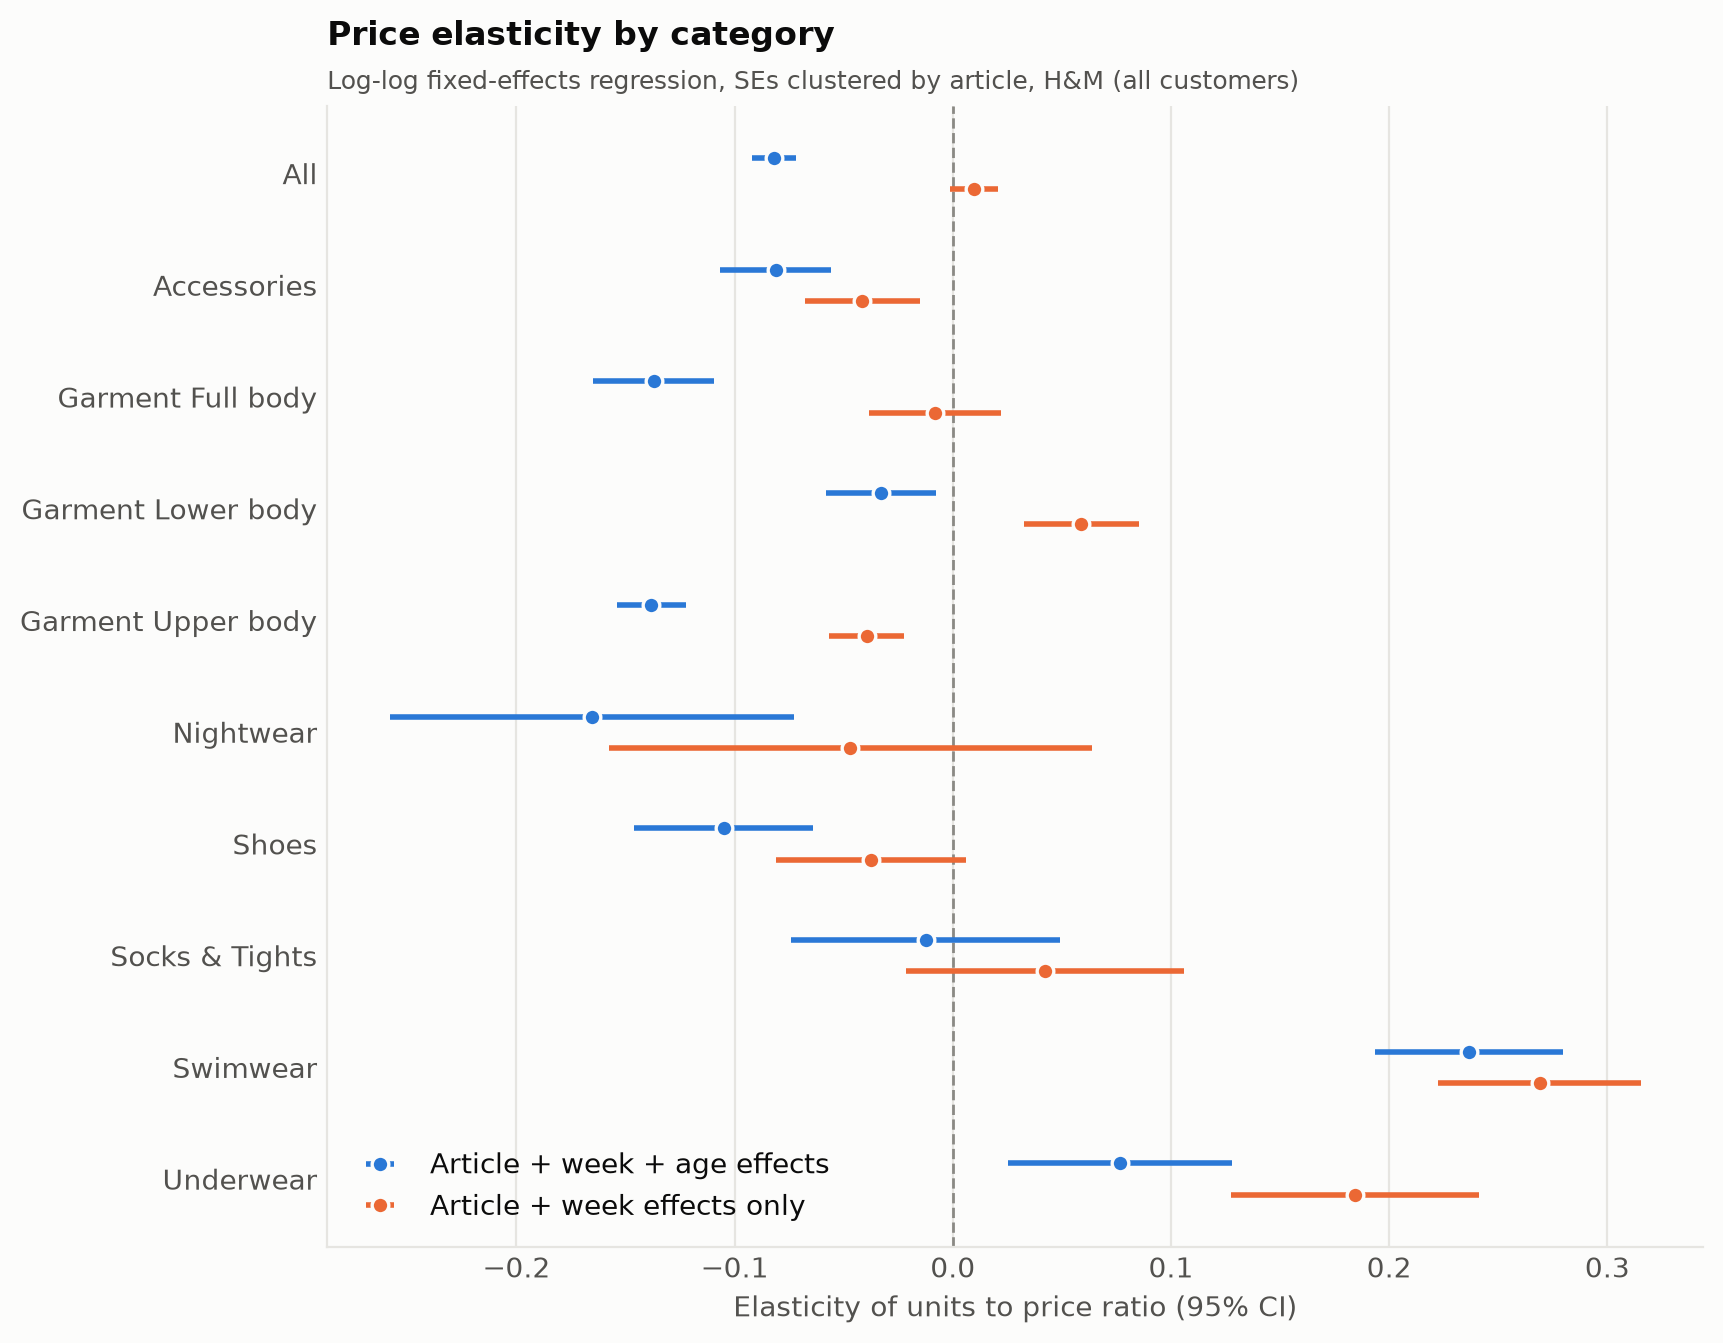 Price elasticity by category
Log-log fixed-effects regression, SEs clustered by article, H&M (all customers)
All
Accessories
Garment Full body
Garment Lower body
Garment Upper body
Nightwear
Shoes
Socks & Tights
Swimwear
Underwear
Article + week + age effects
Article + week effects only
−0.2 −0.1 0.0 0.1 0.2 0.3
Elasticity of units to price ratio (95% CI)